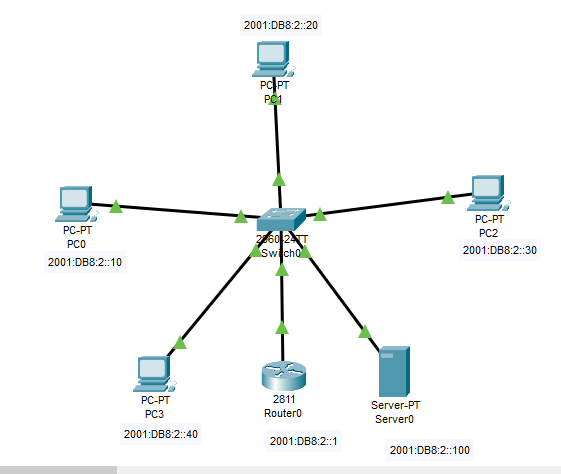 2001:DB8:2::20
PC-PT
PC1
PC-PT
PC0
2001:DB8:2::10
2960-24TT
Switch0
PC-PT
PC2
2001:DB8:2::30
PC-PT
PC3
2001:DB8:2::40
2811
Router0
2001:DB8:2::1
Server-PT
Server0
2001:DB8:2::100